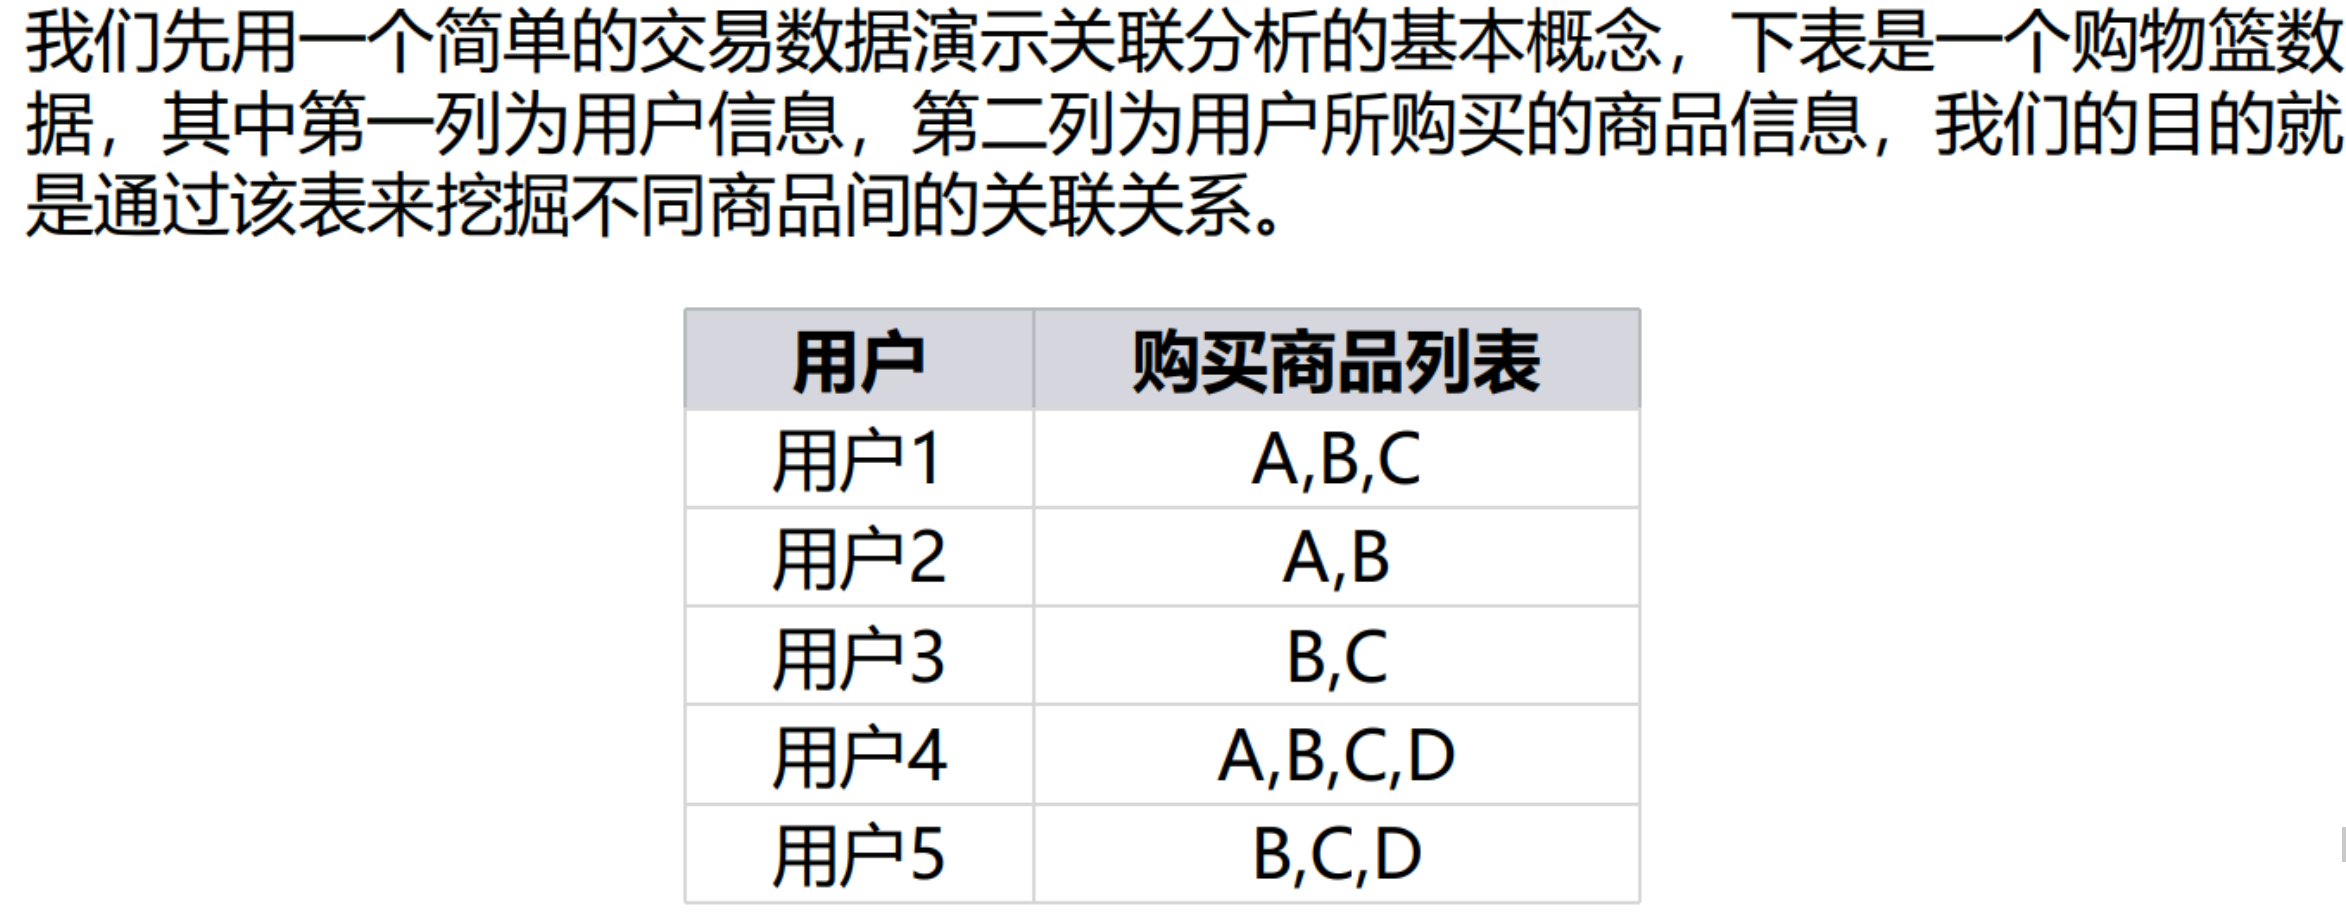 我们先用一个简单的交易数据演示关联分析的基本概念，下表是一个购物篮数
据，其中第一列为用户信息，第二列为用户所购买的商品信息，我们的目的就
是通过该表来挖掘不同商品间的关联关系。
用户 购买商品列表
用户1 A,B,C
用户2 A,B
用户3 B,C
用户4 A,B,C,D
用户5 B,C,D